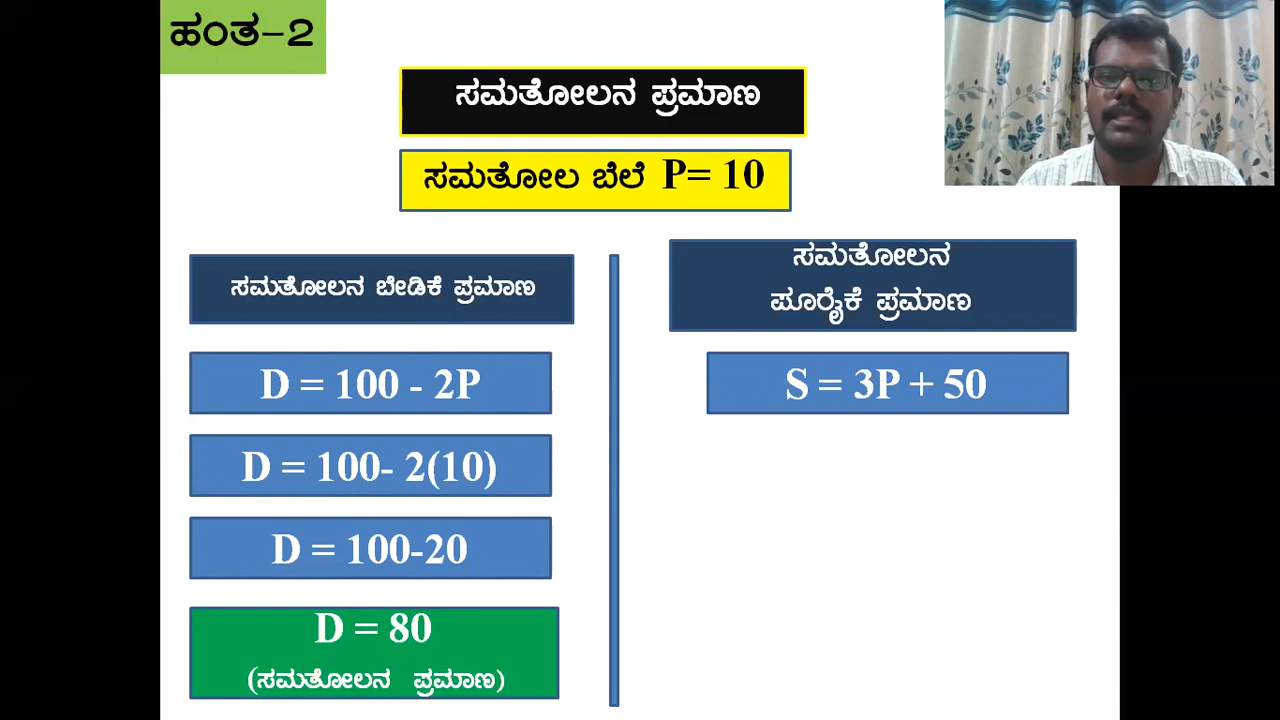 ಹಂತ-2
ಸಮತೋಲನ ಪ್ರಮಾಣ
ಸಮತೋಲ ಬೆಲೆ P= 10
ಸಮತೋಲನ ಬೇಡಿಕೆ ಪ್ರಮಾಣ
D = 100 - 2P
D = 100- 2(10)
D = 100-20
D = 80
(ಸಮತೋಲನ ಪ್ರಮಾಣ)
ಸಮತೋಲನ
ಪೂರೈಕೆ ಪ್ರಮಾಣ
S = 3P + 50